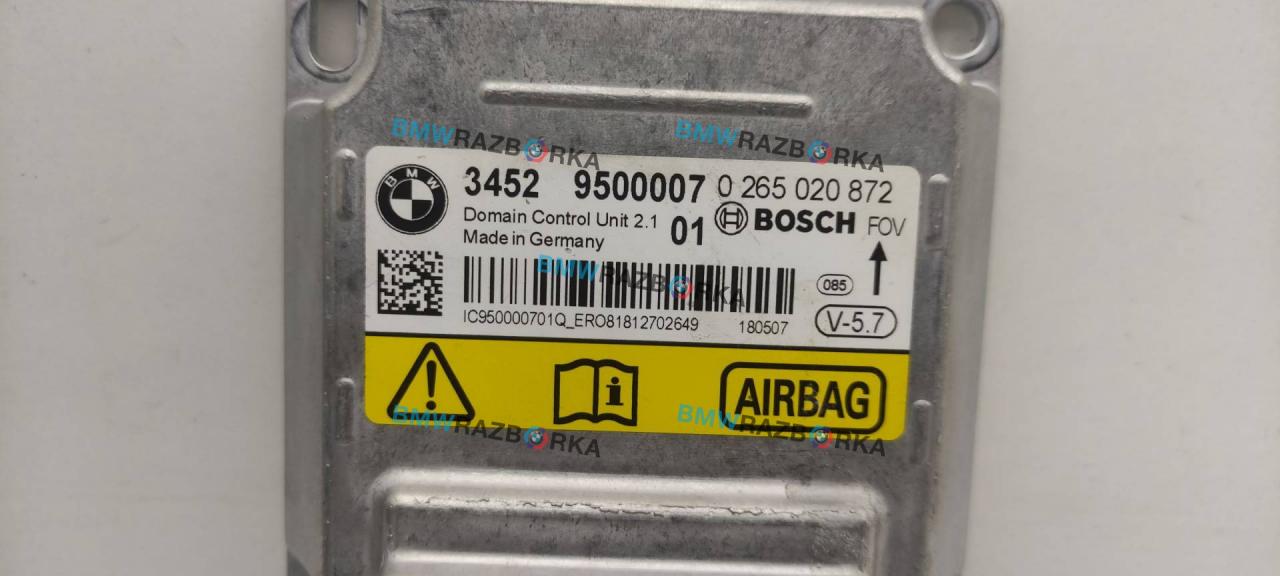 BMWRAZBORKA BMWRAZBORKA
BMW 3452 9500007 0 265 020 872
Domain Control Unit 2.1 01 BOSCH FOV
Made in Germany
BMWRAZBORKA
085
IC950000701Q_ERO81812702649 180507 V-5.7
! i AIRBAG
BMWRAZBORKA BMWRAZBORKA